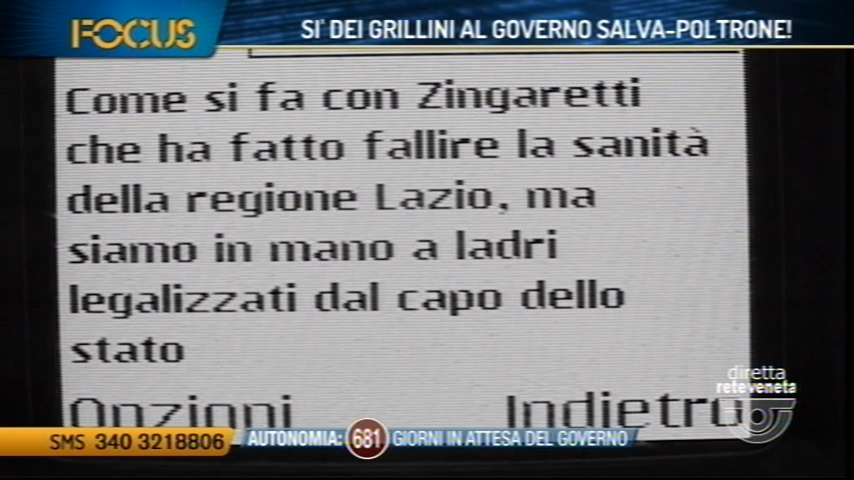 FOCUS
SI' DEI GRILLINI AL GOVERNO SALVA-POLTRONE!
Come si fa con Zingaretti
che ha fatto fallire la sanità
della regione Lazio, ma
siamo in mano a ladri
legalizzati dal capo dello
stato
Opzioni Indietro
diretta
reteveneta
SMS 340 3218806
AUTONOMIA: 681 GIORNI IN ATTESA DEL GOVERNO